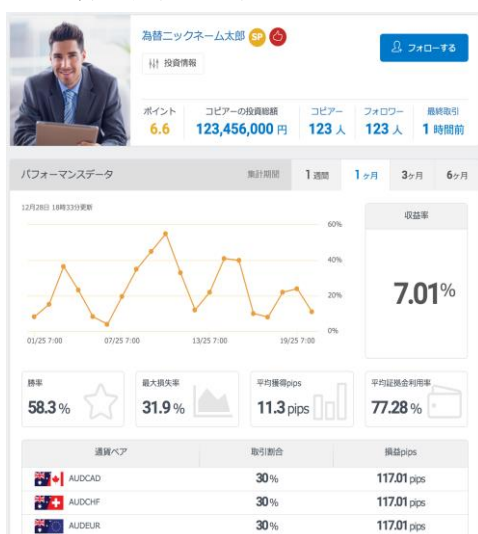 為替ニックネーム太郎 SP
投資情報
フォローする
ポイント コピアーの投資総額 コピアー フォロワー 最終取引
6.6 123,456,000 円 123 人 123 人 1 時間前
パフォーマンスデータ 集計期間 1 週間 1 ヶ月 3ヶ月 6ヶ月
12月28日 18時33分更新
収益率
60%
40%
20%
0%
7.01%
01/25 7:00 07/25 7:00 13/25 7:00 19/25 7:00
勝率 最大損失率 平均獲得pips 平均証拠金利用率
58.3 % 31.9 % 11.3 pips 77.28 %
通貨ペア 取引割合 損益pips
AUDCAD 30 % 117.01 pips
AUDCHF 30 % 117.01 pips
AUDEUR 30 % 117.01 pips